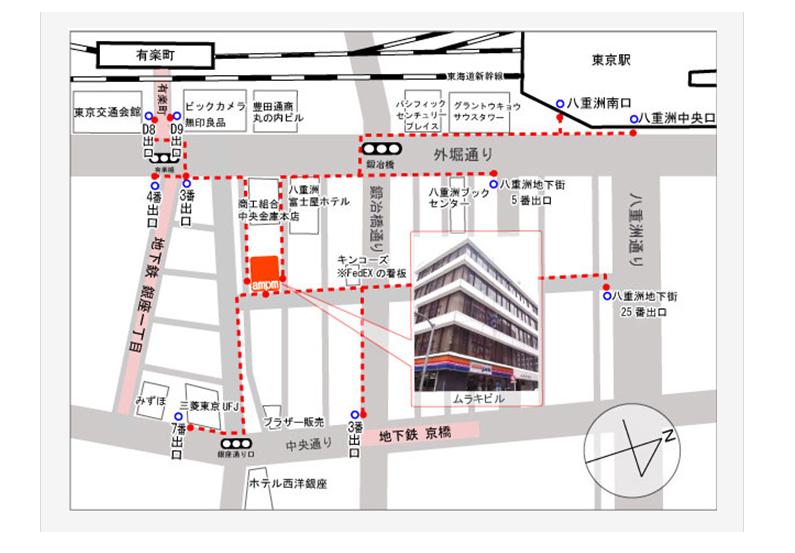 有楽町
東京駅
東海道新幹線
東京交通会館
有楽町
D8出口
D9出口
ビックカメラ
無印良品
豊田通商
丸の内ビル
パシフィック
センチュリー
プレイス
グラントウキョウ
サウスタワー
八重洲南口
八重洲中央口
有楽橋
鍛冶橋
外堀通り
4番出口
3番出口
商工組合
中央金庫本店
八重洲
富士屋ホテル
鍛冶橋通り
八重洲ブック
センター
八重洲地下街
5番出口
八重洲通り
地下鉄 銀座一丁目
ampm
キンコーズ
※FedEXの看板
八重洲地下街
25番出口
ムラキビル
みずほ
三菱東京UFJ
7番出口
ブラザー販売
3番出口
銀座通り口
中央通り
地下鉄 京橋
ホテル西洋銀座
N